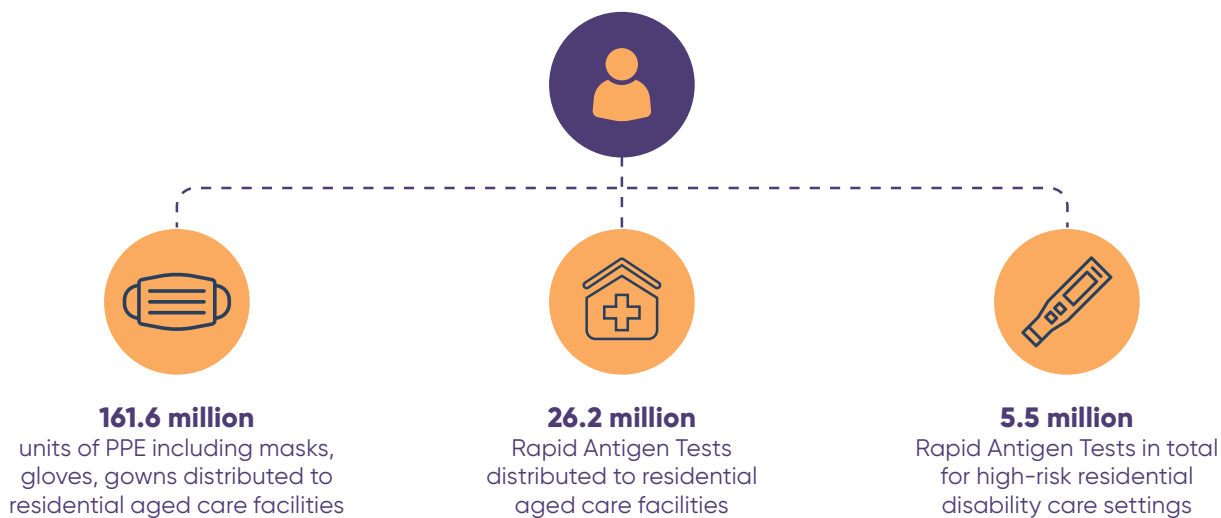 161.6 million
units of PPE including masks,
gloves, gowns distributed to
residential aged care facilities
26.2 million
Rapid Antigen Tests
distributed to residential
aged care facilities
5.5 million
Rapid Antigen Tests in total
for high-risk residential
disability care settings